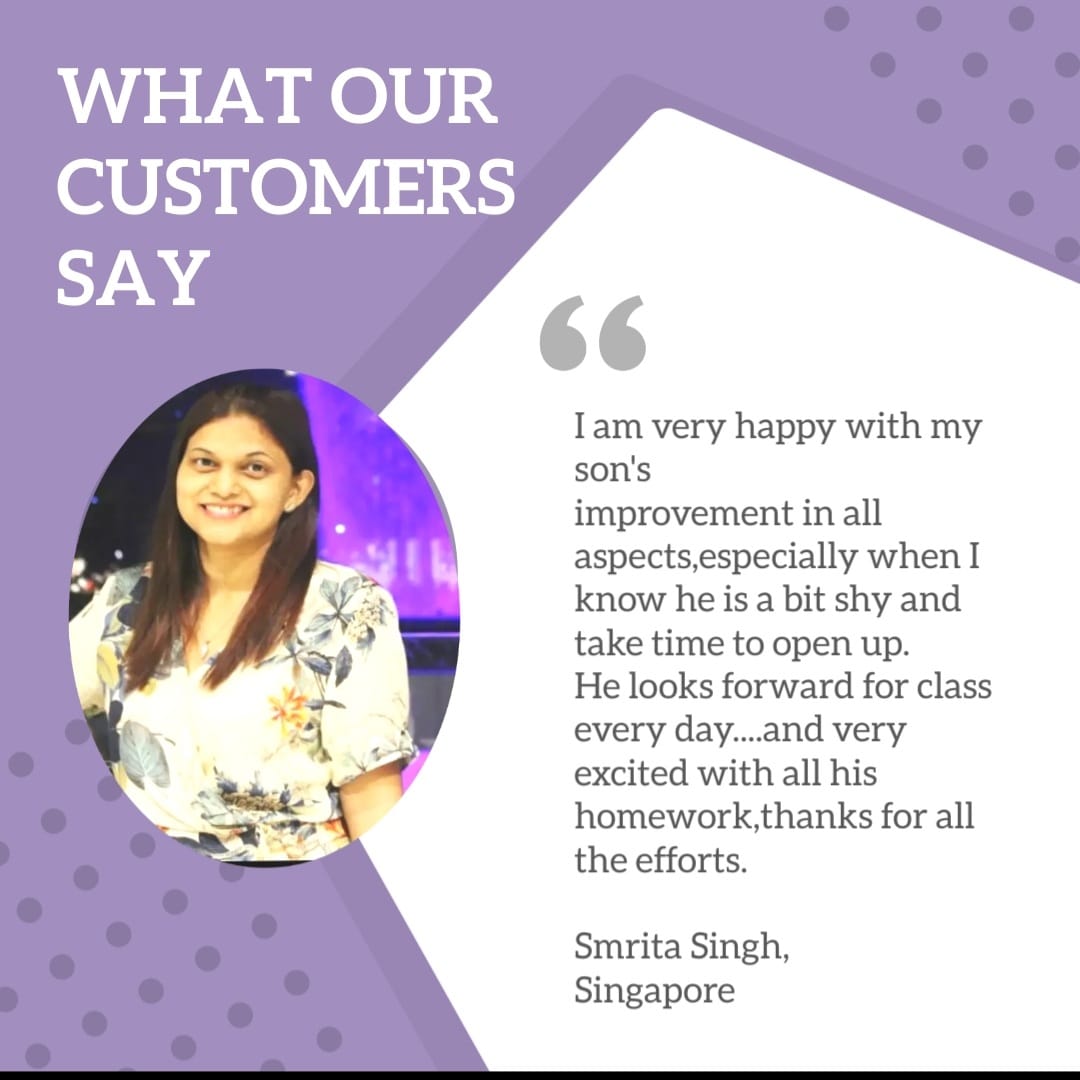 WHAT OUR
CUSTOMERS
SAY
“
I am very happy with my
son's
improvement in all
aspects,especially when I
know he is a bit shy and
take time to open up.
He looks forward for class
every day....and very
excited with all his
homework,thanks for all
the efforts.
Smrita Singh,
Singapore